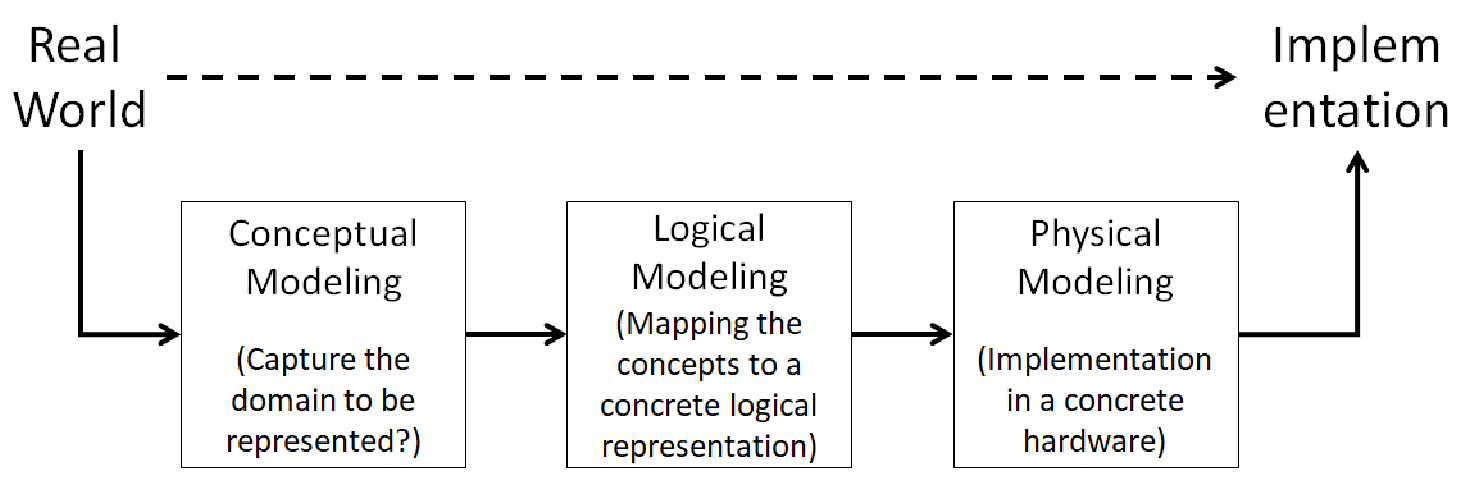 Real
World
Implem
entation
Conceptual
Modeling
(Capture the
domain to be
represented?)
Logical
Modeling
(Mapping the
concepts to a
concrete logical
representation)
Physical
Modeling
(Implementation
in a concrete
hardware)